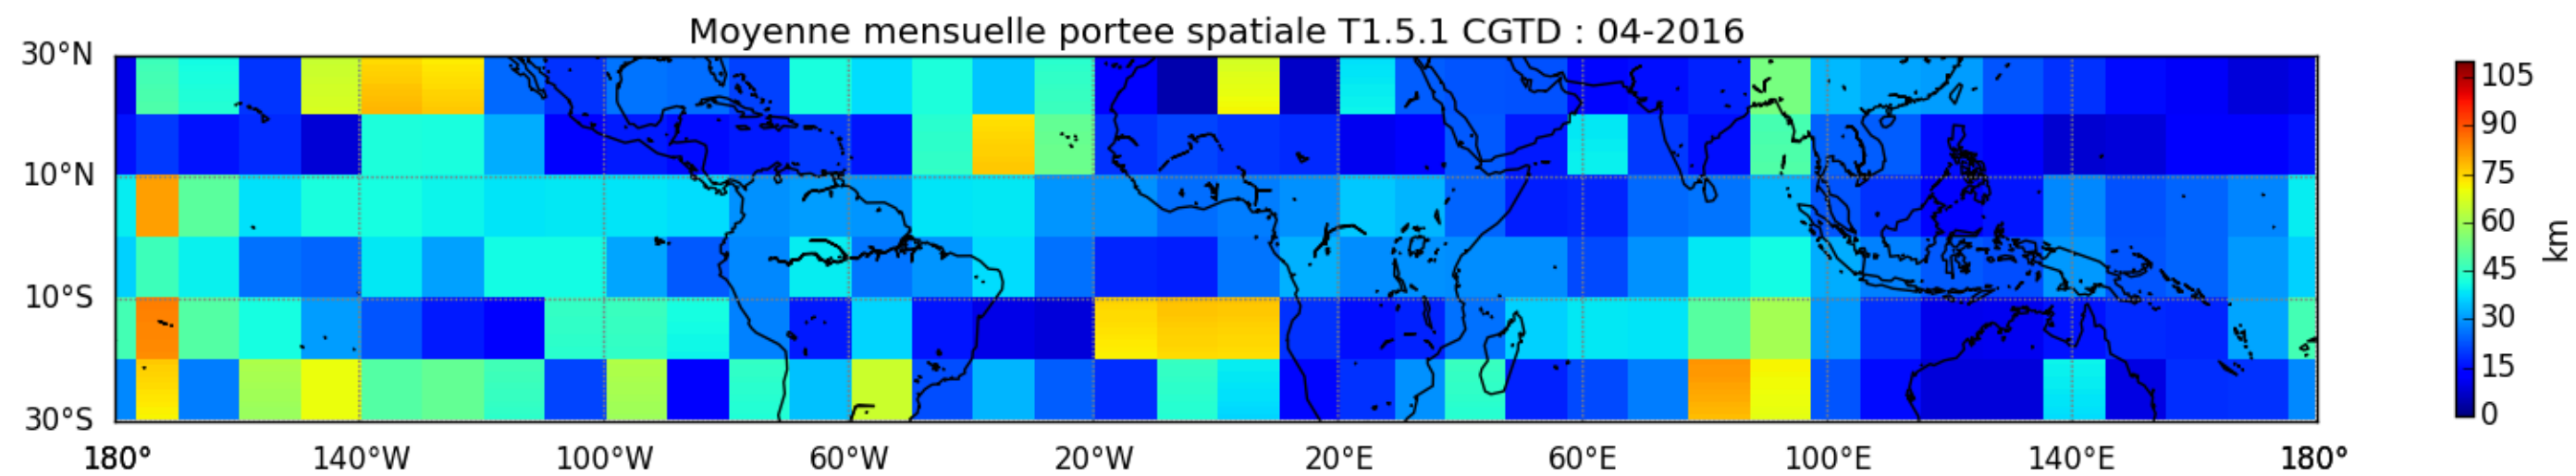 Moyenne mensuelle portee spatiale T1.5.1 CGTD : 04-2016
30°N
10°N
10°S
30°S
180° 140°W 100°W 60°W 20°W 20°E 60°E 100°E 140°E 180°
105
90
75
60
45
30
15
0
km